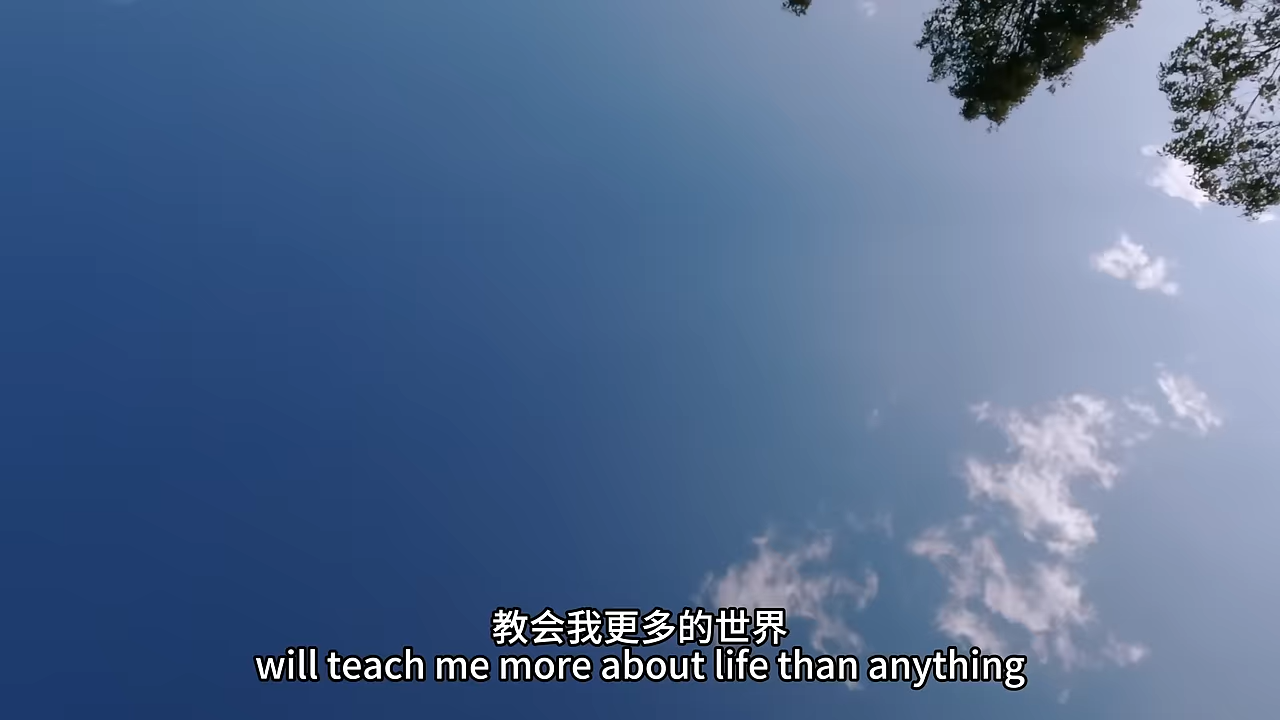 教会我更多的世界
will teach me more about life than anything